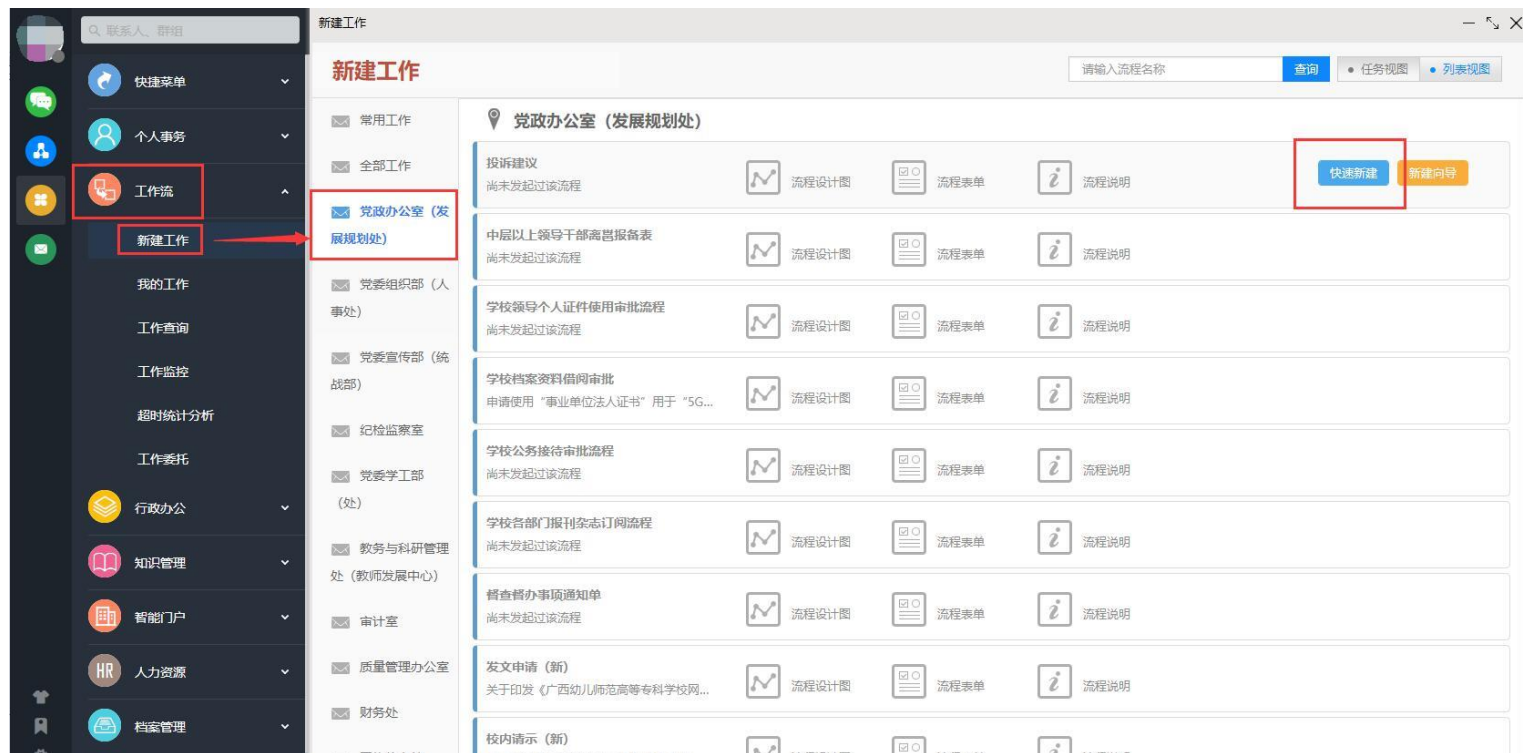 联系人、群组
快捷菜单
个人事务
工作流
新建工作
我的工作
工作查询
工作监控
超时统计分析
工作委托
行政办公
知识管理
智能门户
HR 人力资源
档案管理
新建工作
新建工作
请输入流程名称 查询 任务视图 列表视图
常用工作
全部工作
党政办公室（发
展规划处）
党委组织部（人
事处）
党委宣传部（统
战部）
纪检监察室
党委学工部
（处）
教务与科研管理
处（教师发展中心）
审计室
质量管理办公室
财务处
党政办公室（发展规划处）
投诉建议
尚未发起过该流程
流程设计图 流程表单 流程说明 快速新建 新建向导
中层以上领导干部离邕报备表
尚未发起过该流程
流程设计图 流程表单 流程说明
学校领导个人证件使用审批流程
尚未发起过该流程
流程设计图 流程表单 流程说明
学校档案资料借阅审批
申请使用“事业单位法人证书”用于“5G...
流程设计图 流程表单 流程说明
学校公务接待审批流程
尚未发起过该流程
流程设计图 流程表单 流程说明
学校各部门报刊杂志订阅流程
尚未发起过该流程
流程设计图 流程表单 流程说明
督查督办事项通知单
尚未发起过该流程
流程设计图 流程表单 流程说明
发文申请（新）
关于印发《广西幼儿师范高等专科学校网...
流程设计图 流程表单 流程说明
校内请示（新）